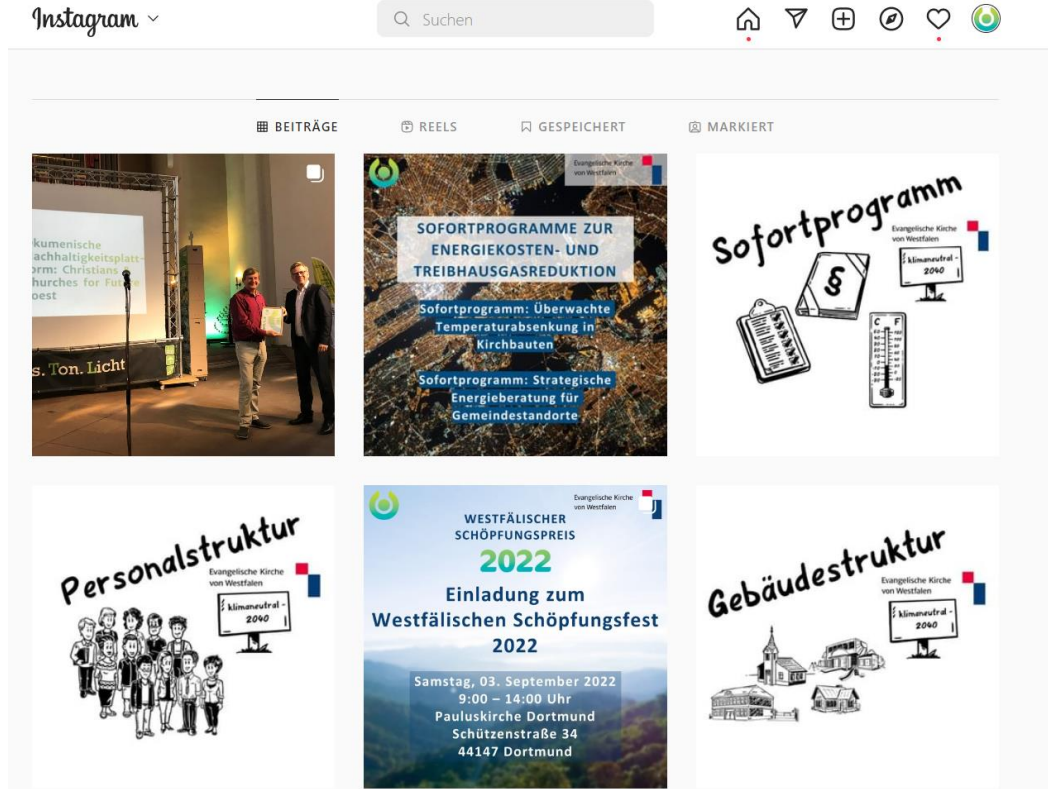 Instagram
Suchen
BEITRÄGE
REELS
GESPEICHERT
MARKIERT
kumenische
achhaltigkeitsplatt-
orm: Christians
hurches for Future
oest
s. Ton. Licht
Evangelische Kirche
von Westfalen
SOFORTPROGRAMME ZUR
ENERGIEKOSTEN- UND
TREIBHAUSGASREDUKTION
Sofortprogramm: Überwachte
Temperaturabsenkung in
Kirchbauten
Sofortprogramm: Strategische
Energieberatung für
Gemeindestandorte
Sofortprogramm
Evangelische Kirche
von Westfalen
klimaneutral -
2040
§
C F
Personalstruktur
Evangelische Kirche
von Westfalen
klimaneutral -
2040
Evangelische Kirche
von Westfalen
WESTFÄLISCHER
SCHÖPFUNGSPREIS
2022
Einladung zum
Westfälischen Schöpfungsfest
2022
Samstag, 03. September 2022
9:00 – 14:00 Uhr
Pauluskirche Dortmund
Schützenstraße 34
44147 Dortmund
Gebäudestruktur
Evangelische Kirche
von Westfalen
klimaneutral -
2040